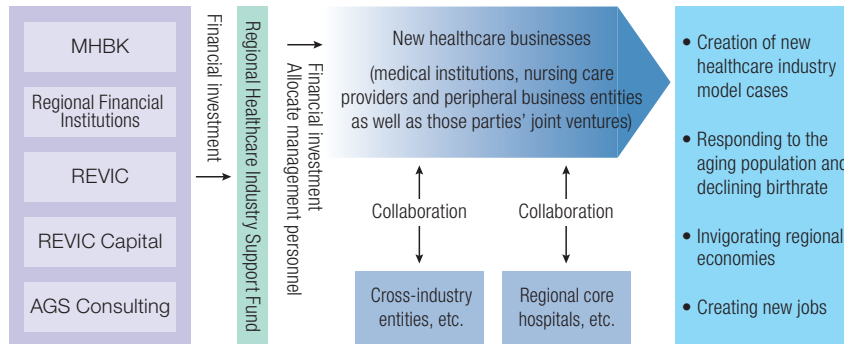 MHBK
Regional Financial
Institutions
REVIC
REVIC Capital
AGS Consulting
Financial investment
Regional Healthcare Industry Support Fund
Financial investment
Allocate management personnel
New healthcare businesses
(medical institutions, nursing care
providers and peripheral business entities
as well as those parties’ joint ventures)
Collaboration
Collaboration
Cross-industry
entities, etc.
Regional core
hospitals, etc.
• Creation of new
healthcare industry
model cases
• Responding to the
aging population and
declining birthrate
• Invigorating regional
economies
• Creating new jobs